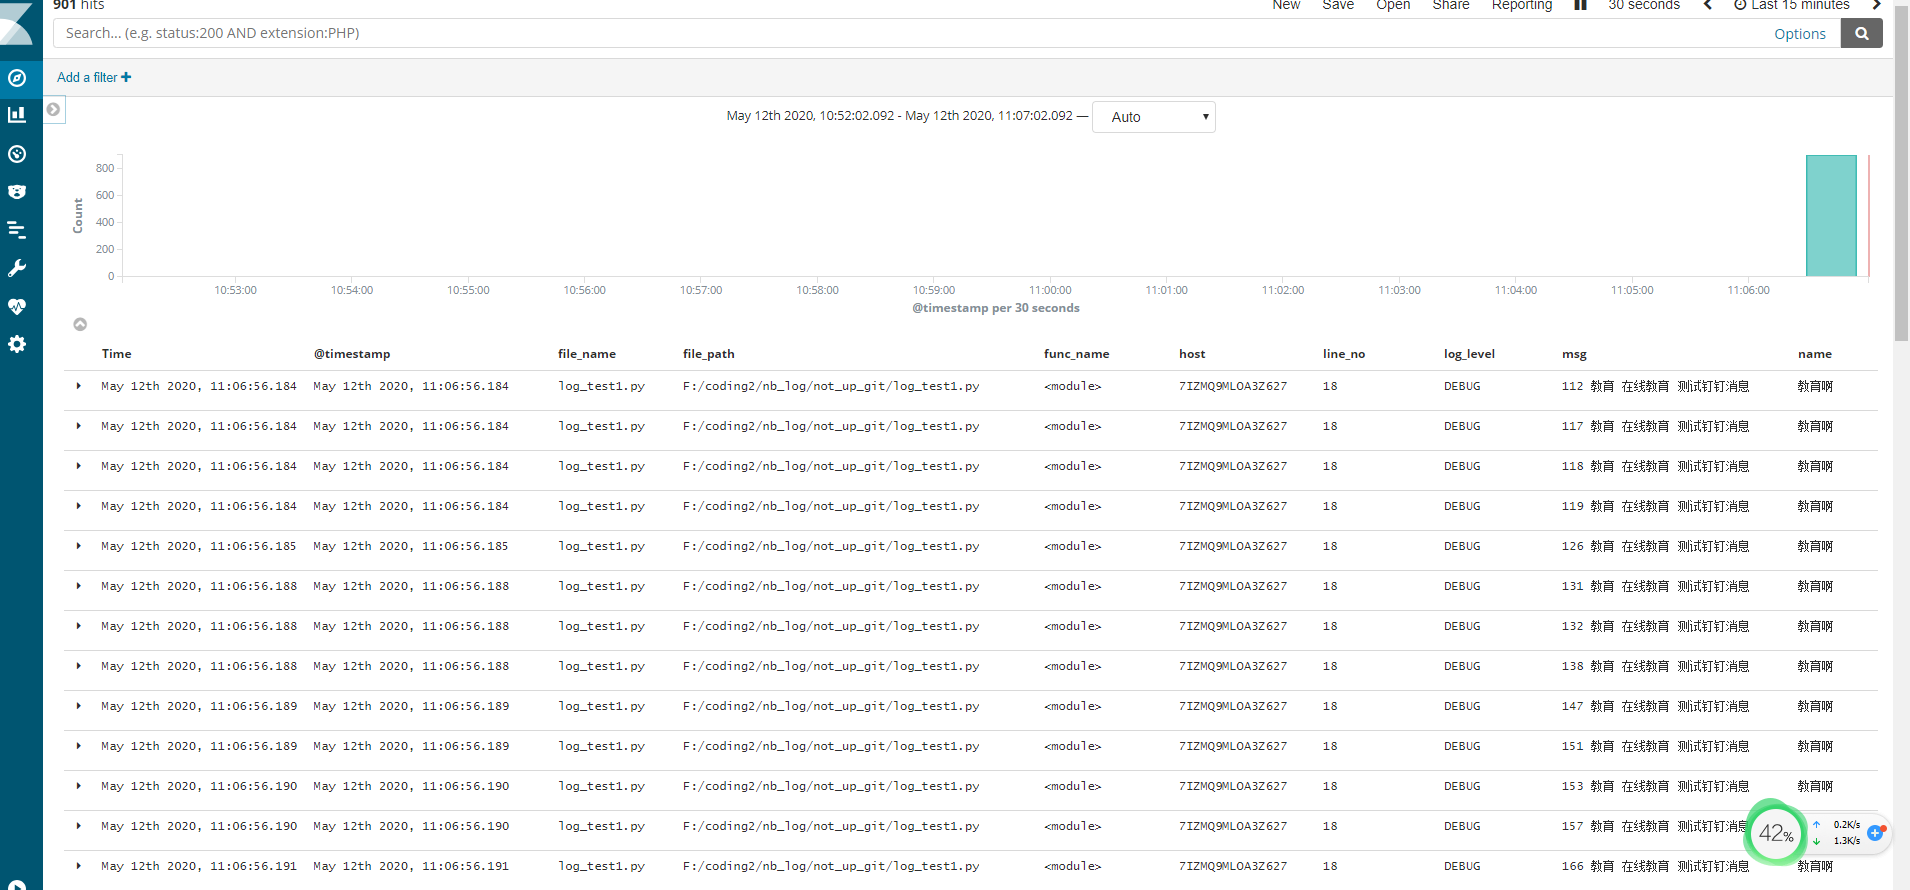 901 hits
New Save Open Share Reporting 30 seconds Last 15 minutes
Search... (e.g. status:200 AND extension:PHP) Options
Add a filter
May 12th 2020, 10:52:02.092 - May 12th 2020, 11:07:02.092 — Auto
Count
800
600
400
200
0
10:53:00 10:54:00 10:55:00 10:56:00 10:57:00 10:58:00 10:59:00 11:00:00 11:01:00 11:02:00 11:03:00 11:04:00 11:05:00 11:06:00
@timestamp per 30 seconds
Time @timestamp file_name file_path func_name host line_no log_level msg name
May 12th 2020, 11:06:56.184 May 12th 2020, 11:06:56.184 log_test1.py F:/coding2/nb_log/not_up_git/log_test1.py <module> 7IZMQ9MLOA3Z627 18 DEBUG 112 教育 在线教育 测试钉钉消息 教育啊
May 12th 2020, 11:06:56.184 May 12th 2020, 11:06:56.184 log_test1.py F:/coding2/nb_log/not_up_git/log_test1.py <module> 7IZMQ9MLOA3Z627 18 DEBUG 117 教育 在线教育 测试钉钉消息 教育啊
May 12th 2020, 11:06:56.184 May 12th 2020, 11:06:56.184 log_test1.py F:/coding2/nb_log/not_up_git/log_test1.py <module> 7IZMQ9MLOA3Z627 18 DEBUG 118 教育 在线教育 测试钉钉消息 教育啊
May 12th 2020, 11:06:56.184 May 12th 2020, 11:06:56.184 log_test1.py F:/coding2/nb_log/not_up_git/log_test1.py <module> 7IZMQ9MLOA3Z627 18 DEBUG 119 教育 在线教育 测试钉钉消息 教育啊
May 12th 2020, 11:06:56.185 May 12th 2020, 11:06:56.185 log_test1.py F:/coding2/nb_log/not_up_git/log_test1.py <module> 7IZMQ9MLOA3Z627 18 DEBUG 126 教育 在线教育 测试钉钉消息 教育啊
May 12th 2020, 11:06:56.188 May 12th 2020, 11:06:56.188 log_test1.py F:/coding2/nb_log/not_up_git/log_test1.py <module> 7IZMQ9MLOA3Z627 18 DEBUG 131 教育 在线教育 测试钉钉消息 教育啊
May 12th 2020, 11:06:56.188 May 12th 2020, 11:06:56.188 log_test1.py F:/coding2/nb_log/not_up_git/log_test1.py <module> 7IZMQ9MLOA3Z627 18 DEBUG 132 教育 在线教育 测试钉钉消息 教育啊
May 12th 2020, 11:06:56.188 May 12th 2020, 11:06:56.188 log_test1.py F:/coding2/nb_log/not_up_git/log_test1.py <module> 7IZMQ9MLOA3Z627 18 DEBUG 138 教育 在线教育 测试钉钉消息 教育啊
May 12th 2020, 11:06:56.189 May 12th 2020, 11:06:56.189 log_test1.py F:/coding2/nb_log/not_up_git/log_test1.py <module> 7IZMQ9MLOA3Z627 18 DEBUG 147 教育 在线教育 测试钉钉消息 教育啊
May 12th 2020, 11:06:56.189 May 12th 2020, 11:06:56.189 log_test1.py F:/coding2/nb_log/not_up_git/log_test1.py <module> 7IZMQ9MLOA3Z627 18 DEBUG 151 教育 在线教育 测试钉钉消息 教育啊
May 12th 2020, 11:06:56.190 May 12th 2020, 11:06:56.190 log_test1.py F:/coding2/nb_log/not_up_git/log_test1.py <module> 7IZMQ9MLOA3Z627 18 DEBUG 153 教育 在线教育 测试钉钉消息 教育啊
May 12th 2020, 11:06:56.190 May 12th 2020, 11:06:56.190 log_test1.py F:/coding2/nb_log/not_up_git/log_test1.py <module> 7IZMQ9MLOA3Z627 18 DEBUG 157 教育 在线教育 测试钉钉消息
May 12th 2020, 11:06:56.191 May 12th 2020, 11:06:56.191 log_test1.py F:/coding2/nb_log/not_up_git/log_test1.py <module> 7IZMQ9MLOA3Z627 18 DEBUG 166 教育 在线教育 测试钉钉消息 教育啊
42% 0.2K/s
1.3K/s